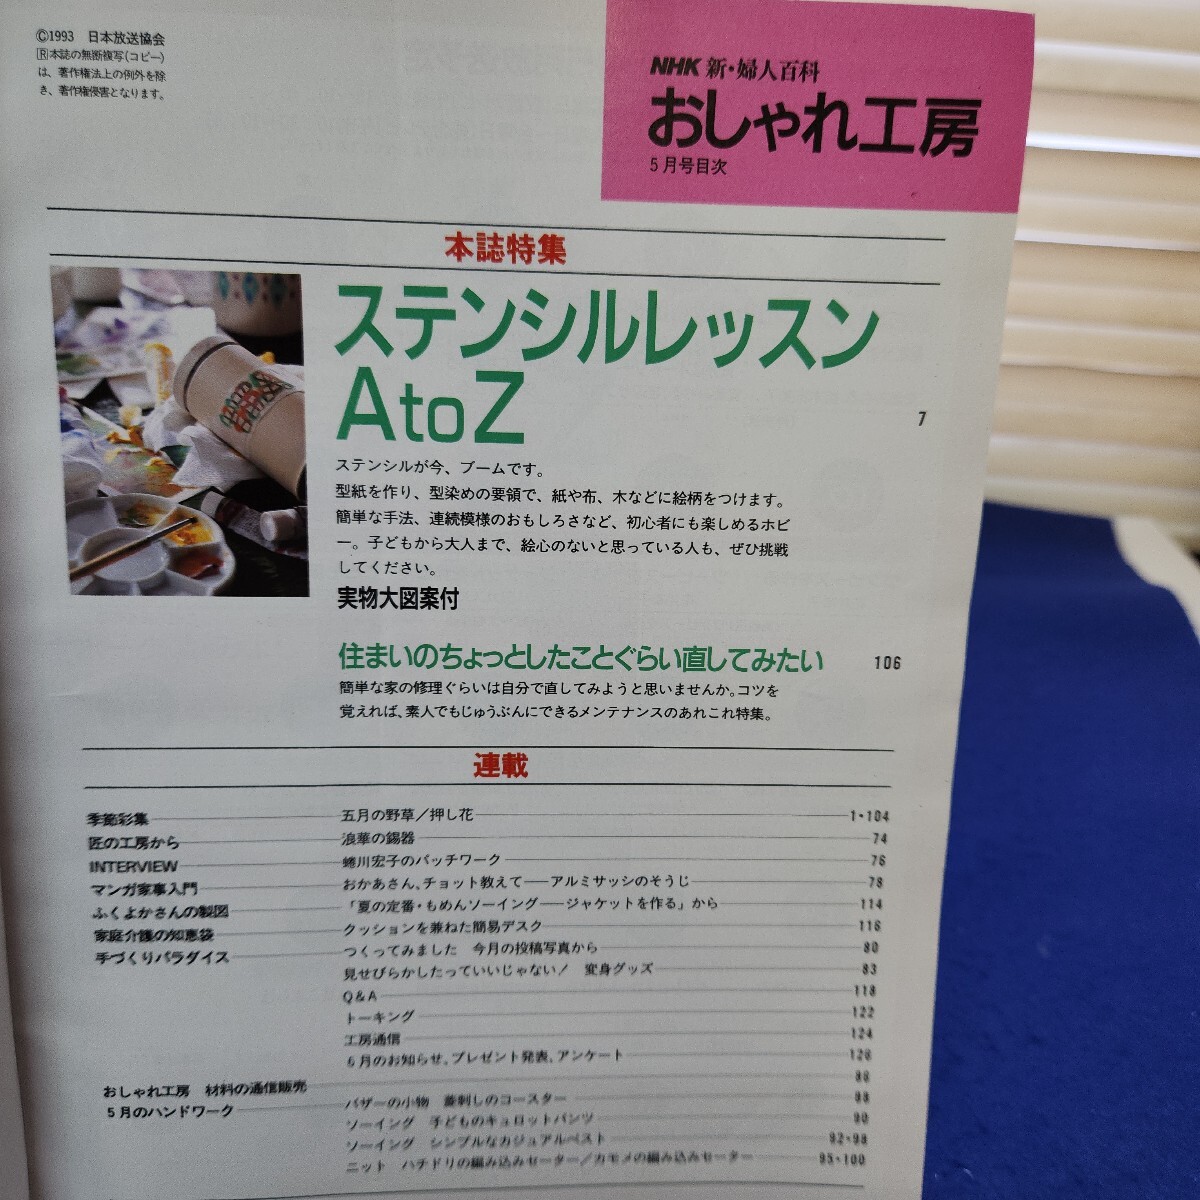 ©1993 日本放送協会
Ⓡ本誌の無断複写(コピー)
は、著作権法上の例外を除
き、著作権侵害となります。
NHK 新・婦人百科
おしゃれ工房
5月号目次
本誌特集
ステンシルレッスン
A to Z
7
ステンシルが今、ブームです。
型紙を作り、型染めの要領で、紙や布、木などに絵柄をつけます。
簡単な手法、連続模様のおもしろさなど、初心者にも楽しめるホビ
ー。子どもから大人まで、絵心のないと思っている人も、ぜひ挑戦
してください。
実物大図案付
住まいのちょっとしたことぐらい直してみたい 106
簡単な家の修理ぐらいは自分で直してみようと思いませんか。コツを
覚えれば、素人でもじゅうぶんにできるメンテナンスのあれこれ特集。
連載
季節彩集 五月の野草/押し花 1・104
匠の工房から 浪華の錫器 74
INTERVIEW 蜷川宏子のパッチワーク 76
マンガ家事入門 おかあさん、チョット教えて——アルミサッシのそうじ 78
ふくよかさんの製図 「夏の定番・もめんソーイング——ジャケットを作る」から 114
家庭介護の知恵袋 クッションを兼ねた簡易デスク 116
手づくりパラダイス つくってみました 今月の投稿写真から 80
見せびらかしたっていいじゃない! 変身グッズ 83
Q&A 118
トーキング 122
工房通信 124
6月のお知らせ、プレゼント発表、アンケート 126
おしゃれ工房 材料の通信販売 86
5月のハンドワーク バザーの小物 菱刺しのコースター 88
ソーイング 子どものキュロットパンツ 90
ソーイング シンプルなカジュアルベスト 92・98
ニット ハチドリの編み込みセーター/カモメの編み込みセーター 95・100